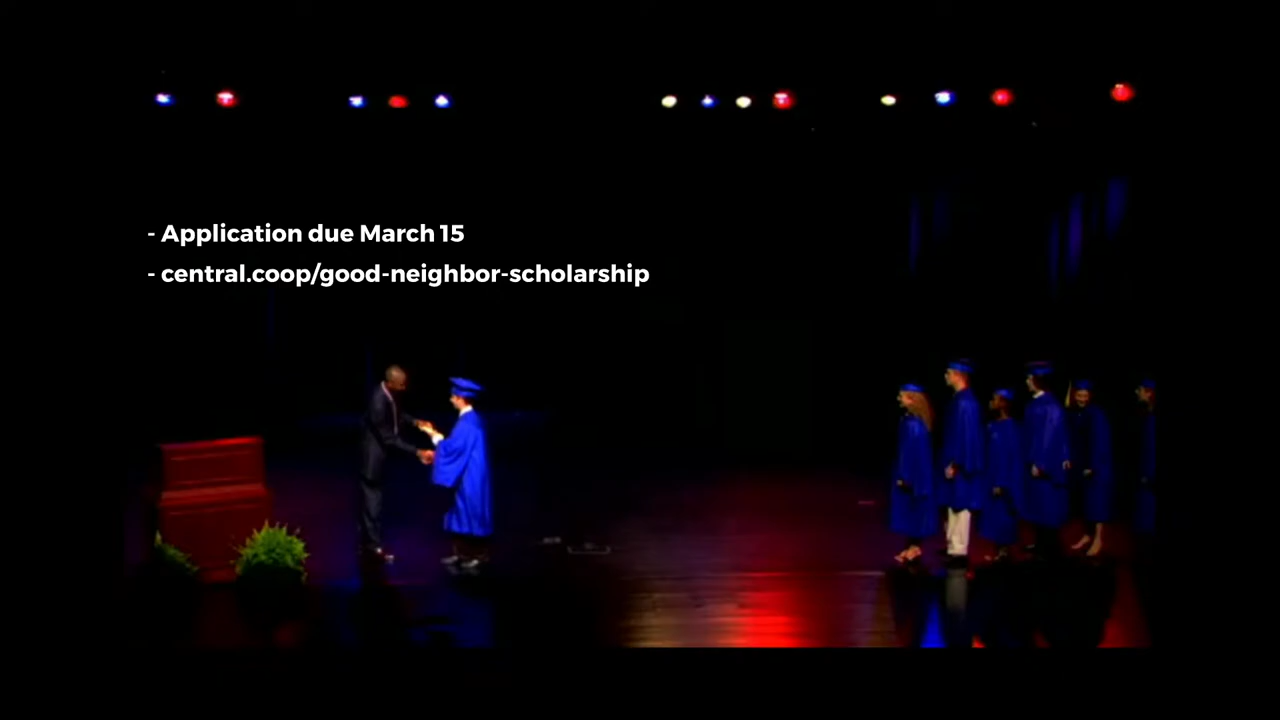 - Application due March 15
- central.coop/good-neighbor-scholarship